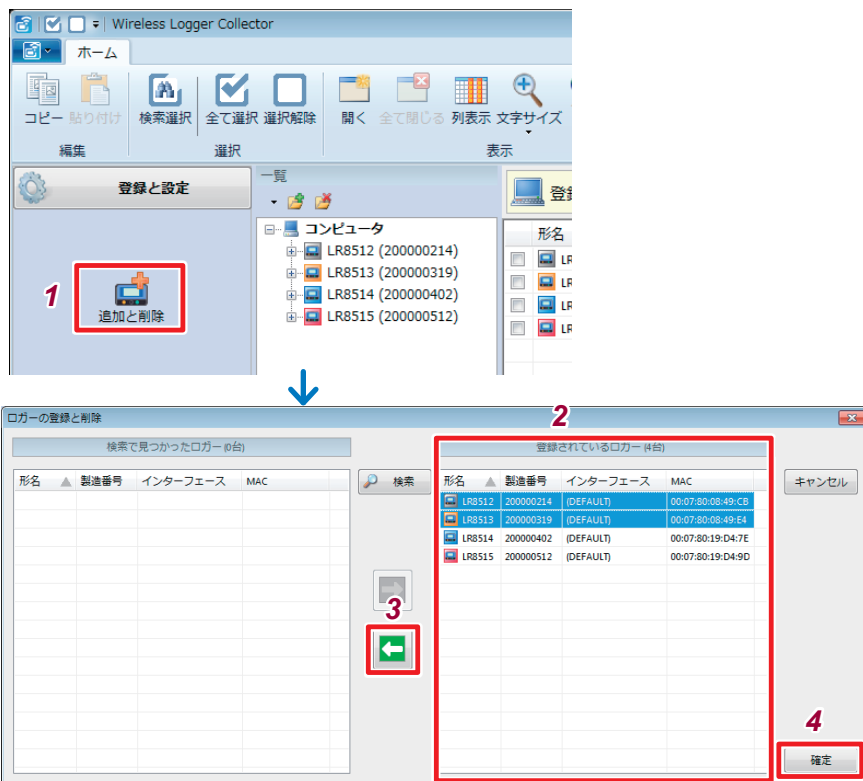 Wireless Logger Collector
ホーム
コピー 貼り付け 検索選択 全て選択 選択解除 開く 全て閉じる 列表示 文字サイズ
編集 選択 表示
登録と設定
一覧
コンピュータ
LR8512 (200000214)
LR8513 (200000319)
LR8514 (200000402)
LR8515 (200000512)
1
追加と削除
登録
形名
LR
LR
LR
LR
ロガーの登録と削除
2
検索で見つかったロガー (0台)
形名 製造番号 インターフェース MAC
検索
登録されているロガー (4台)
形名 製造番号 インターフェース MAC
LR8512 200000214 (DEFAULT) 00:07:80:08:49:CB
LR8513 200000319 (DEFAULT) 00:07:80:08:49:E4
LR8514 200000402 (DEFAULT) 00:07:80:19:D4:7E
LR8515 200000512 (DEFAULT) 00:07:80:19:D4:9D
キャンセル
3
4
確定